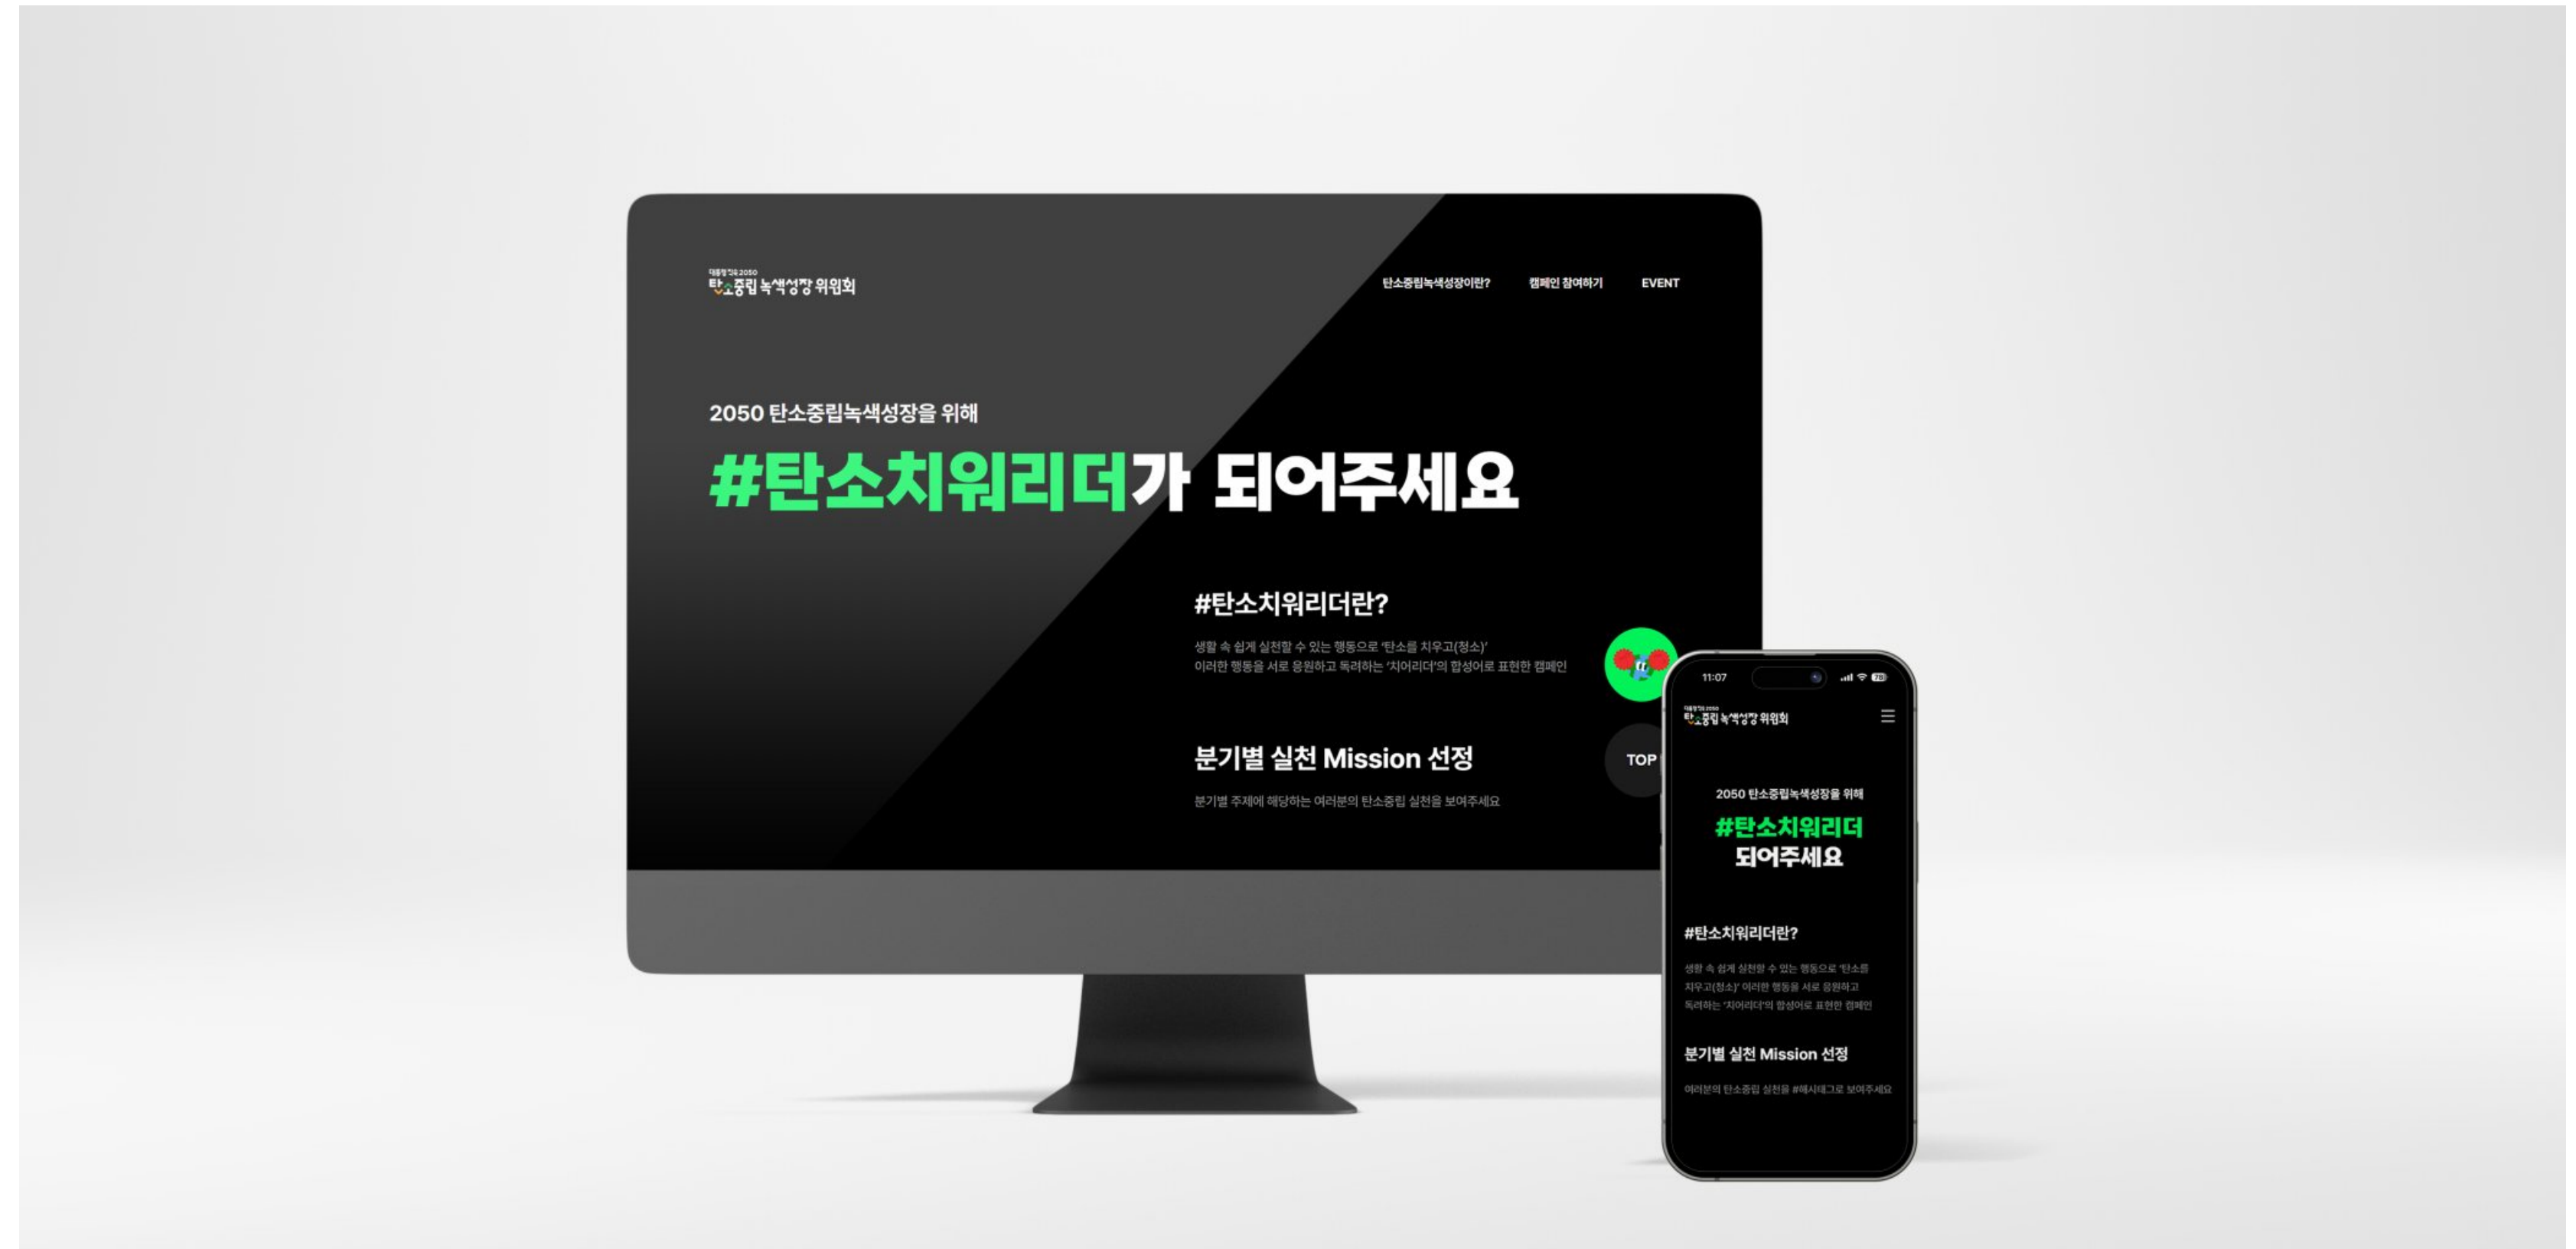 대통령직속 2050
탄소중립 녹색성장 위원회
탄소중립녹색성장이란?
캠페인 참여하기
EVENT
2050 탄소중립녹색성장을 위해
#탄소치워리더가 되어주세요
#탄소치워리더란?
생활 속 쉽게 실천할 수 있는 행동으로 ‘탄소를 치우고(청소)’
이러한 행동을 서로 응원하고 독려하는 ‘치어리더’의 합성어로 표현한 캠페인
분기별 실천 Mission 선정
분기별 주제에 해당하는 여러분의 탄소중립 실천을 보여주세요
TOP
11:07
78
대통령직속 2050
탄소중립 녹색성장 위원회
2050 탄소중립녹색성장을 위해
#탄소치워리더
되어주세요
#탄소치워리더란?
생활 속 쉽게 실천할 수 있는 행동으로 ‘탄소를
치우고(청소)’ 이러한 행동을 서로 응원하고
독려하는 ‘치어리더’의 합성어로 표현한 캠페인
분기별 실천 Mission 선정
여러분의 탄소중립 실천을 #해시태그로 보여주세요